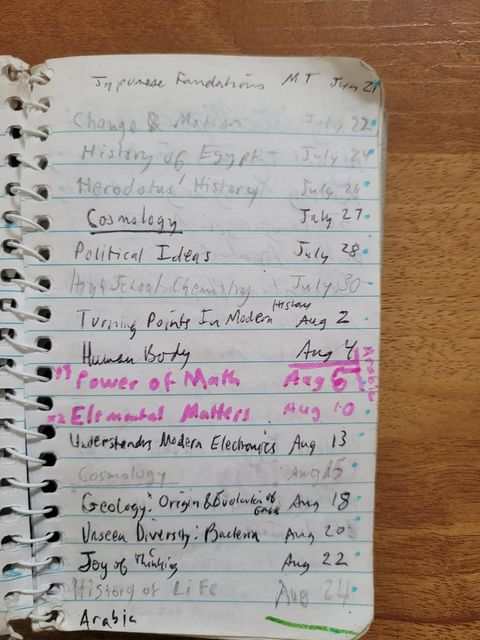 Japanese Foundations MT Jun 21
Change & Motion July 22
History of Egypt July 24
Herodotus' History July 26
Cosmology July 27
Political Ideas July 28
High School Chemistry July 30
Turning Points In Modern History Aug 2
Human Body Aug 4
Power of Math Aug 6
Arabic
Elemental Matters Aug 10
Understanding Modern Electronics Aug 13
Cosmology Aug 15
Geology: Origin & Evolution of Earth Aug 18
Unseen Diversity: Bacteria Aug 20
Joy of Thinking Aug 22
History of Life Aug 24
Arabic